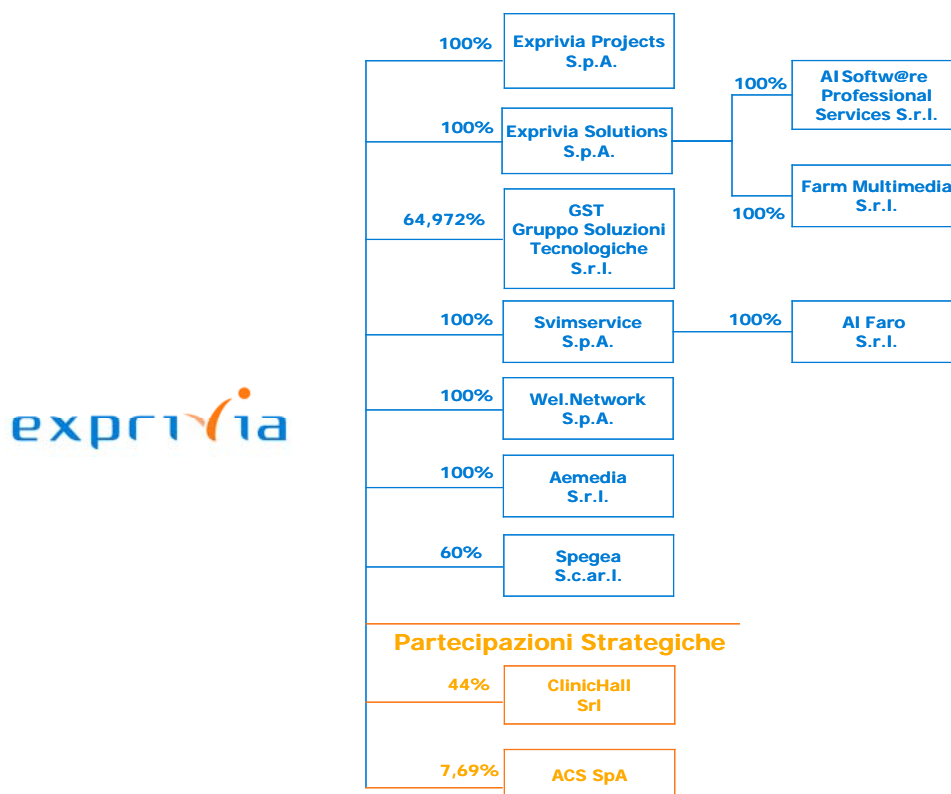 100%
Exprivia Projects
S.p.A.
100%
Exprivia Solutions
S.p.A.
100%
AISoftw@re
Professional
Services S.r.l.
100%
Farm Multimedia
S.r.l.
64,972%
GST
Gruppo Soluzioni
Tecnologiche
S.r.l.
100%
Svimservice
S.p.A.
100%
AI Faro
S.r.l.
exprivia
100%
Wel.Network
S.p.A.
100%
Aemedia
S.r.l.
60%
Spegea
S.c.ar.l.
Partecipazioni Strategiche
44%
ClinicHall
Srl
7,69%
ACS SpA